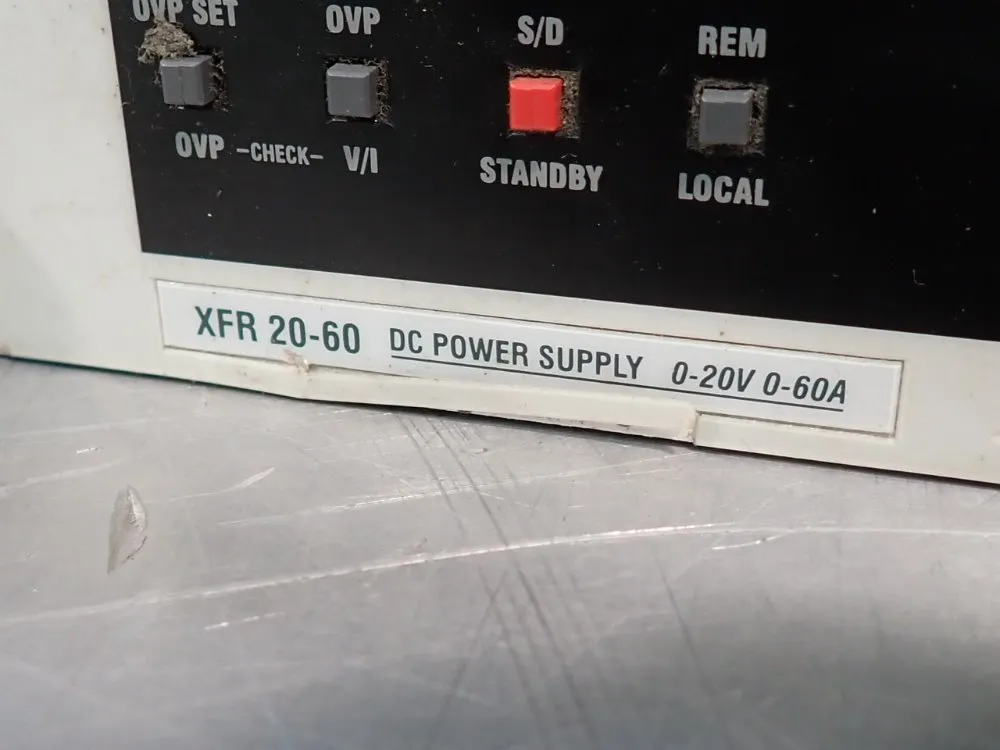 OVP SET OVP S/D REM
OVP -CHECK- V/I STANDBY LOCAL
XFR 20-60 DC POWER SUPPLY 0-20V 0-60A